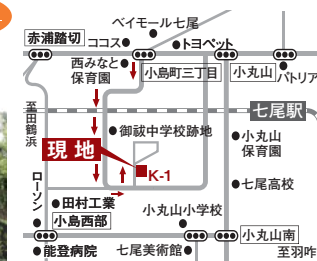 ベイモール七尾
赤浦踏切
ココス
トヨペット
西みなと
保育園
小島町三丁目
小丸山
パトリア
至田鶴浜
七尾駅
御祓中学校跡地
小丸山
保育園
現地
K-1
七尾高校
ローソン
田村工業
小島西部
小丸山小学校
小丸山南
能登病院
七尾美術館
至羽咋